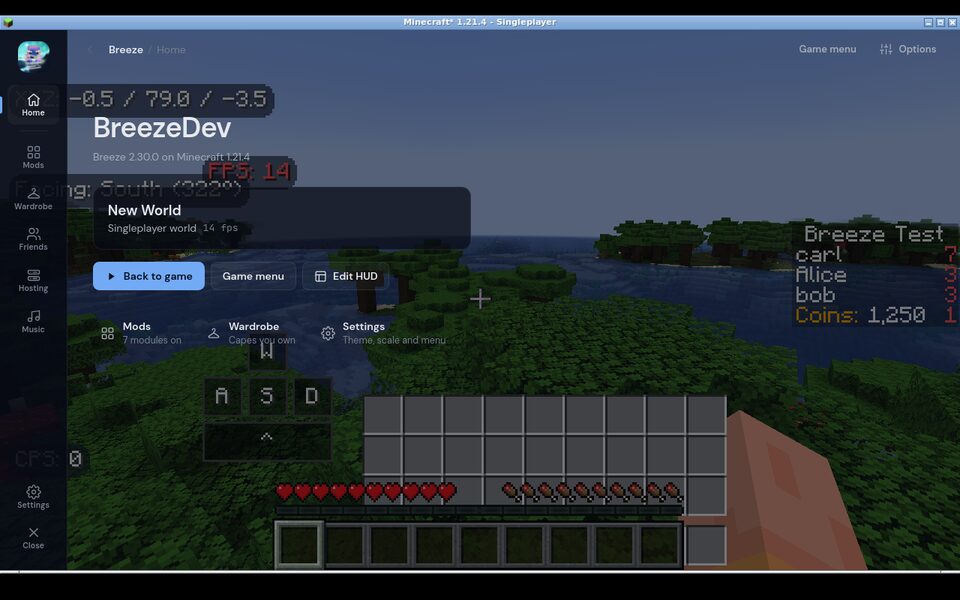 Minecraft* 1.21.4 - Singleplayer
Breeze / Home
Game menu
Options
XYZ: -0.5 / 79.0 / -3.5
Home
BreezeDev
Breeze 2.30.0 on Minecraft 1.21.4
FPS: 14
Mods
Facing: South (322°)
Wardrobe
New World
Singleplayer world 14 fps
Friends
Breeze Test
carl 7
Alice 3
bob 3
Coins: 1,250 1
Back to game
Game menu
Edit HUD
Hosting
Music
Mods
7 modules on
Wardrobe
Capes you own
Settings
Theme, scale and menu
W
A S D
^
CPS: 0
Settings
Close